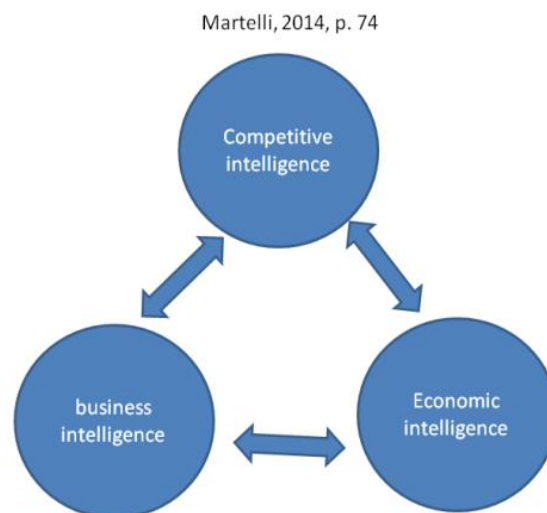 Martelli, 2014, p. 74
Competitive
intelligence
business
intelligence
Economic
intelligence